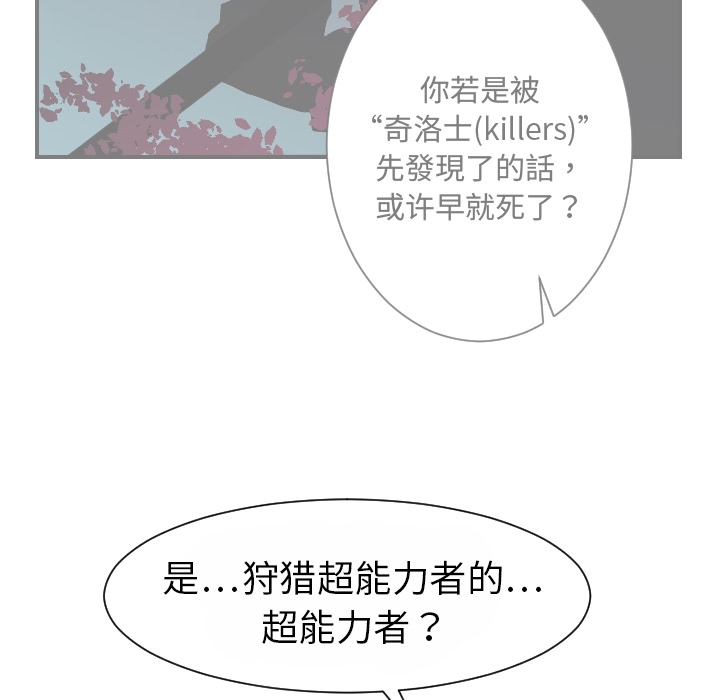 你若是被
“奇洛士(killers)”
先發現了的話，
或许早就死了？
是...狩猎超能力者的...
超能力者？